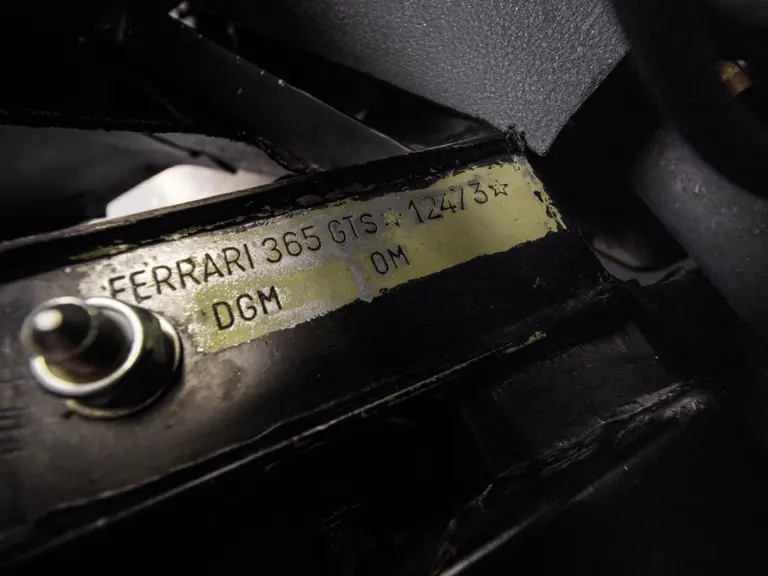 FERRARI 365 GTS ☆ 12473 ☆
DGM OM